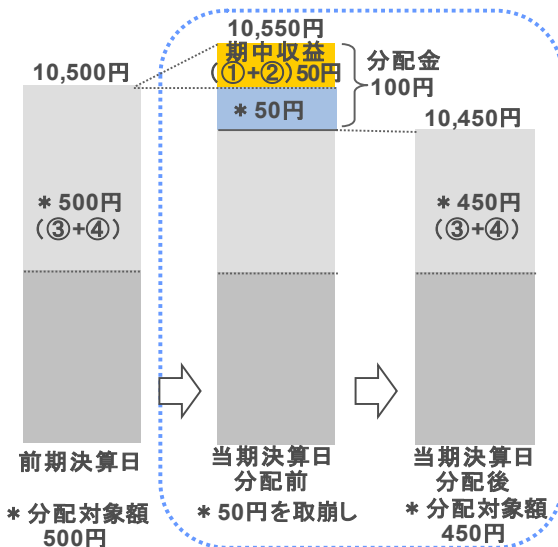 10,500円
＊500円
（③+④）
前期決算日
＊分配対象額
500円
10,550円
期中収益
（①+②）50円
＊50円
分配金
100円
当期決算日
分配前
＊50円を取崩し
10,450円
＊450円
（③+④）
当期決算日
分配後
＊分配対象額
450円